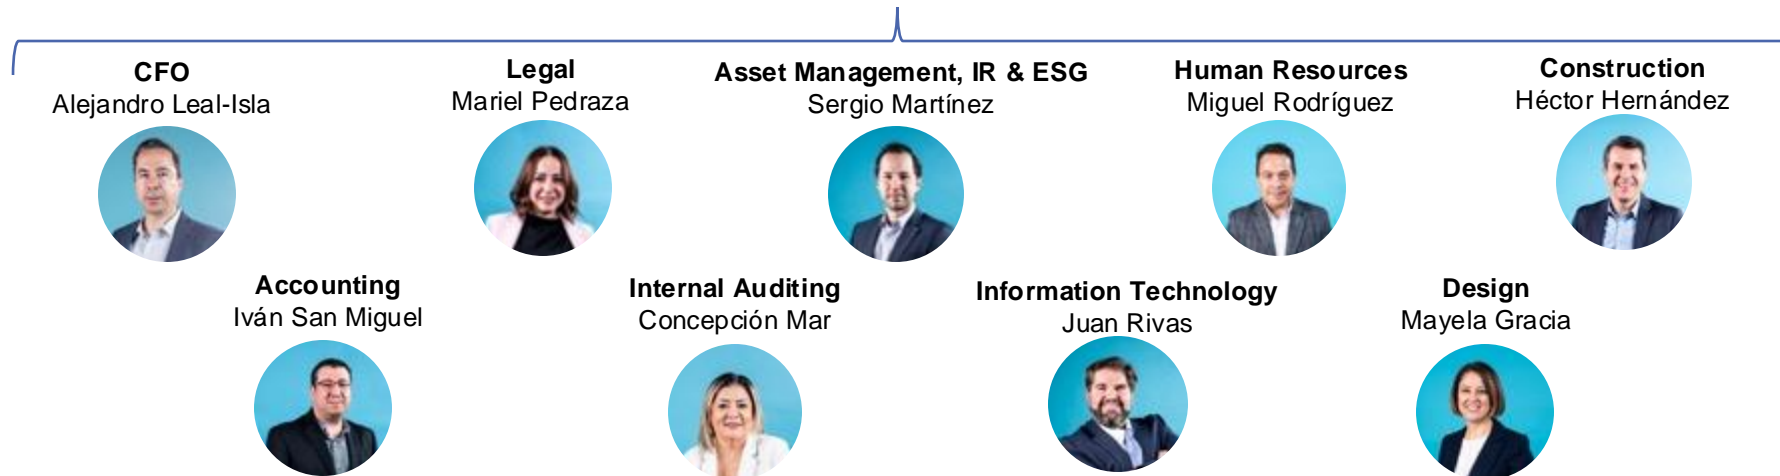 CFO
Alejandro Leal-Isla
Legal
Mariel Pedraza
Asset Management, IR & ESG
Sergio Martínez
Human Resources
Miguel Rodríguez
Construction
Héctor Hernández
Accounting
Iván San Miguel
Internal Auditing
Concepción Mar
Information Technology
Juan Rivas
Design
Mayela Gracia